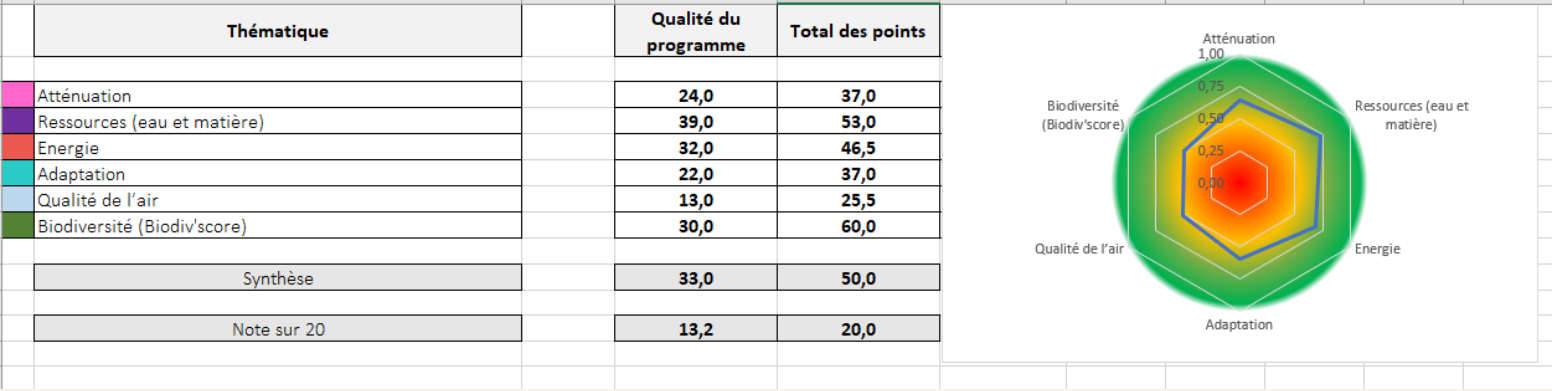 Thématique
Qualité du
programme
Total des points
Atténuation 24,0 37,0
Ressources (eau et matière) 39,0 53,0
Energie 32,0 46,5
Adaptation 22,0 37,0
Qualité de l’air 13,0 25,5
Biodiversité (Biodiv'score) 30,0 60,0
Synthèse 33,0 50,0
Note sur 20 13,2 20,0
Atténuation
1,00
0,75
0,50
0,25
0,00
Ressources (eau et
matière)
Energie
Adaptation
Qualité de l’air
Biodiversité
(Biodiv'score)